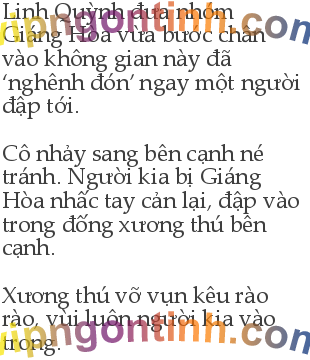 Linh Quỳnh đưa nhóm
Giáng Hòa vừa bước chân
vào không gian này đã
‘nghênh đón’ ngay một người
đập tới.
Cô nhảy sang bên cạnh né
tránh. Người kia bị Giáng
Hòa nhấc tay cản lại, đập vào
trong đống xương thú bên
cạnh.
Xương thú vỡ vụn kêu rào
rào, vùi luôn người kia vào
trong.
vipngontinh.com
vipngontinh.com